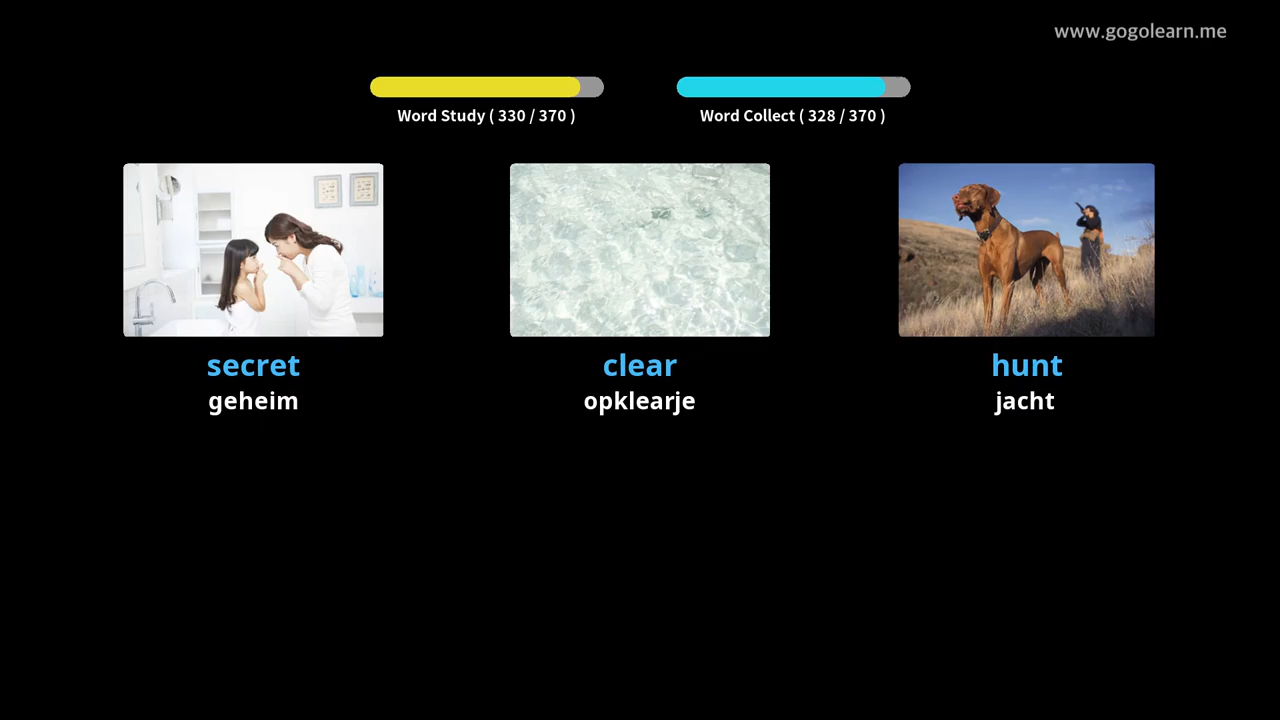 www.gogolearn.me
Word Study ( 330 / 370 )
Word Collect ( 328 / 370 )
secret
geheim
clear
opklearje
hunt
jacht